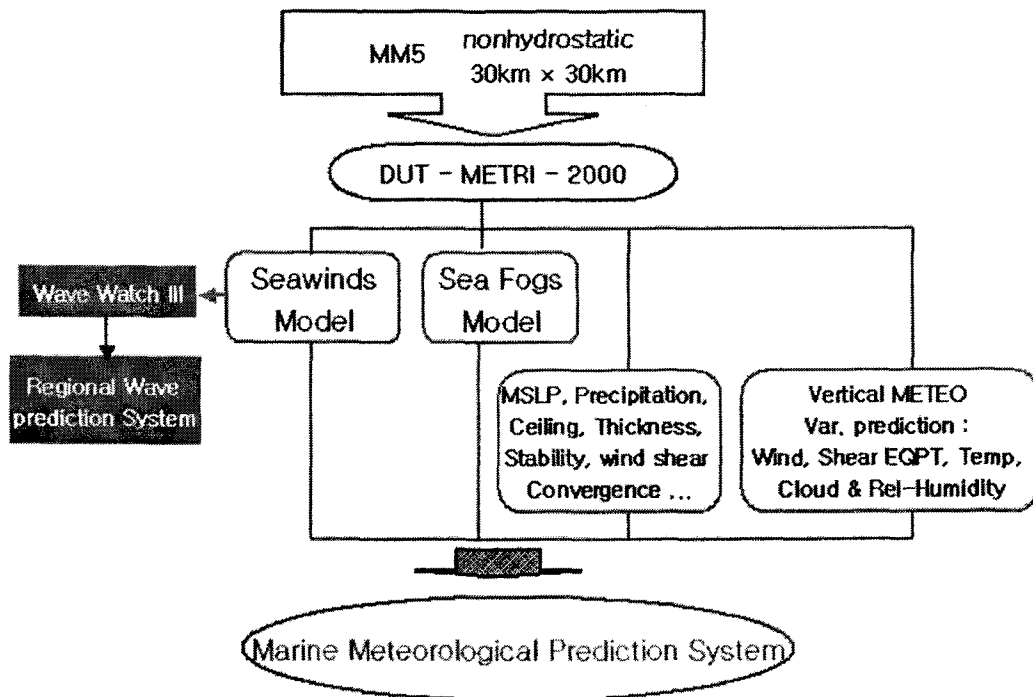 MM5 nonhydrostatic
30km × 30km
DUT - METRI - 2000
Seawinds
Model
Sea Fogs
Model
Wave Watch III
Regional Wave
prediction System
MSLP, Precipitation,
Ceiling, Thickness,
Stability, wind shear
Convergence ...
Vertical METEO
Var. prediction :
Wind, Shear EQPT, Temp,
Cloud & Rel-Humidity
Marine Meteorological Prediction System